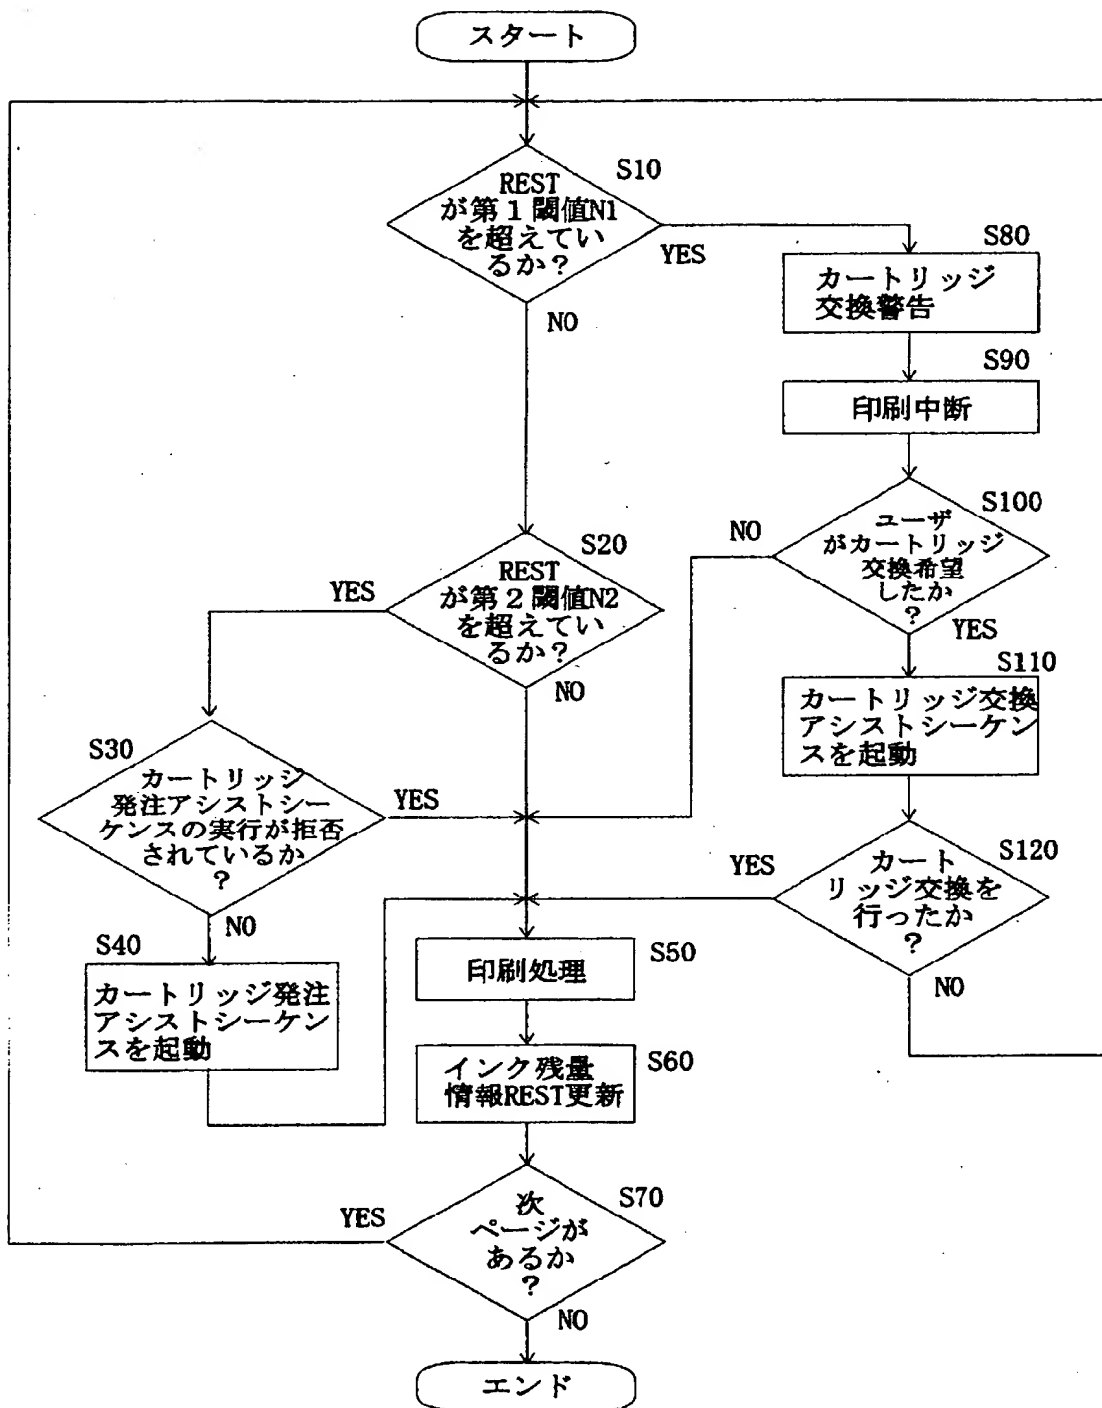 スタート
S10
REST
が第1閾値N1
を超えてい
るか?
YES
NO
S80
カートリッジ
交換警告
S90
印刷中断
S100
ユーザ
がカートリッジ
交換希望
したか
?
NO
YES
S20
REST
が第2閾値N2
を超えてい
るか?
YES
NO
S110
カートリッジ交換
アシストシーケン
スを起動
S30
カートリッジ
発注アシストシー
ケンスの実行が拒否
されているか
?
YES
NO
S120
カート
リッジ交換を
行ったか
?
YES
NO
S40
カートリッジ発注
アシストシーケン
スを起動
S50
印刷処理
S60
インク残量
情報REST更新
S70
次
ページが
あるか
?
YES
NO
エンド